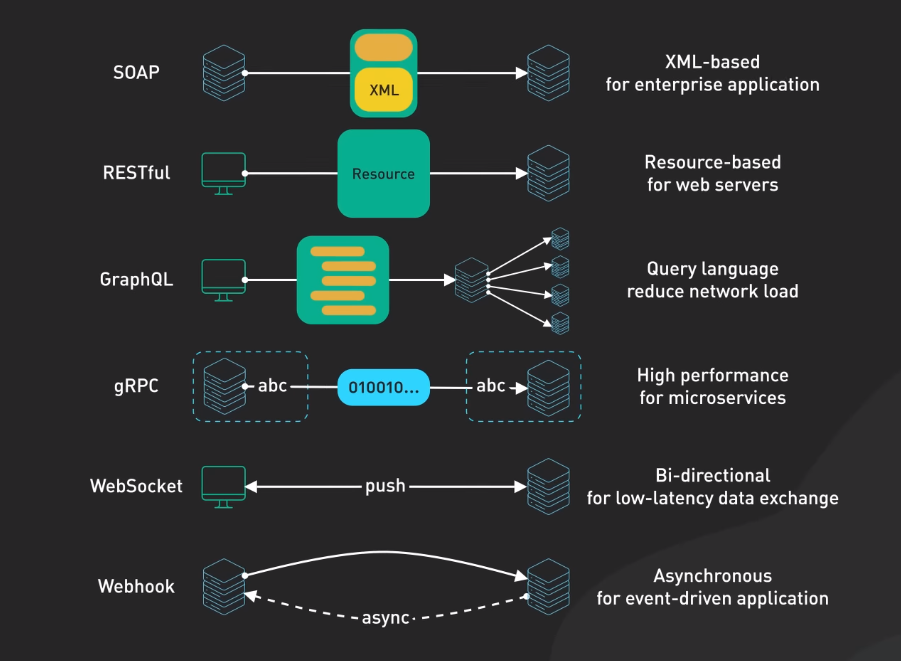 SOAP
XML
XML-based
for enterprise application
RESTful
Resource
Resource-based
for web servers
GraphQL
Query language
reduce network load
gRPC
abc
010010...
abc
High performance
for microservices
WebSocket
push
Bi-directional
for low-latency data exchange
Webhook
async
Asynchronous
for event-driven application